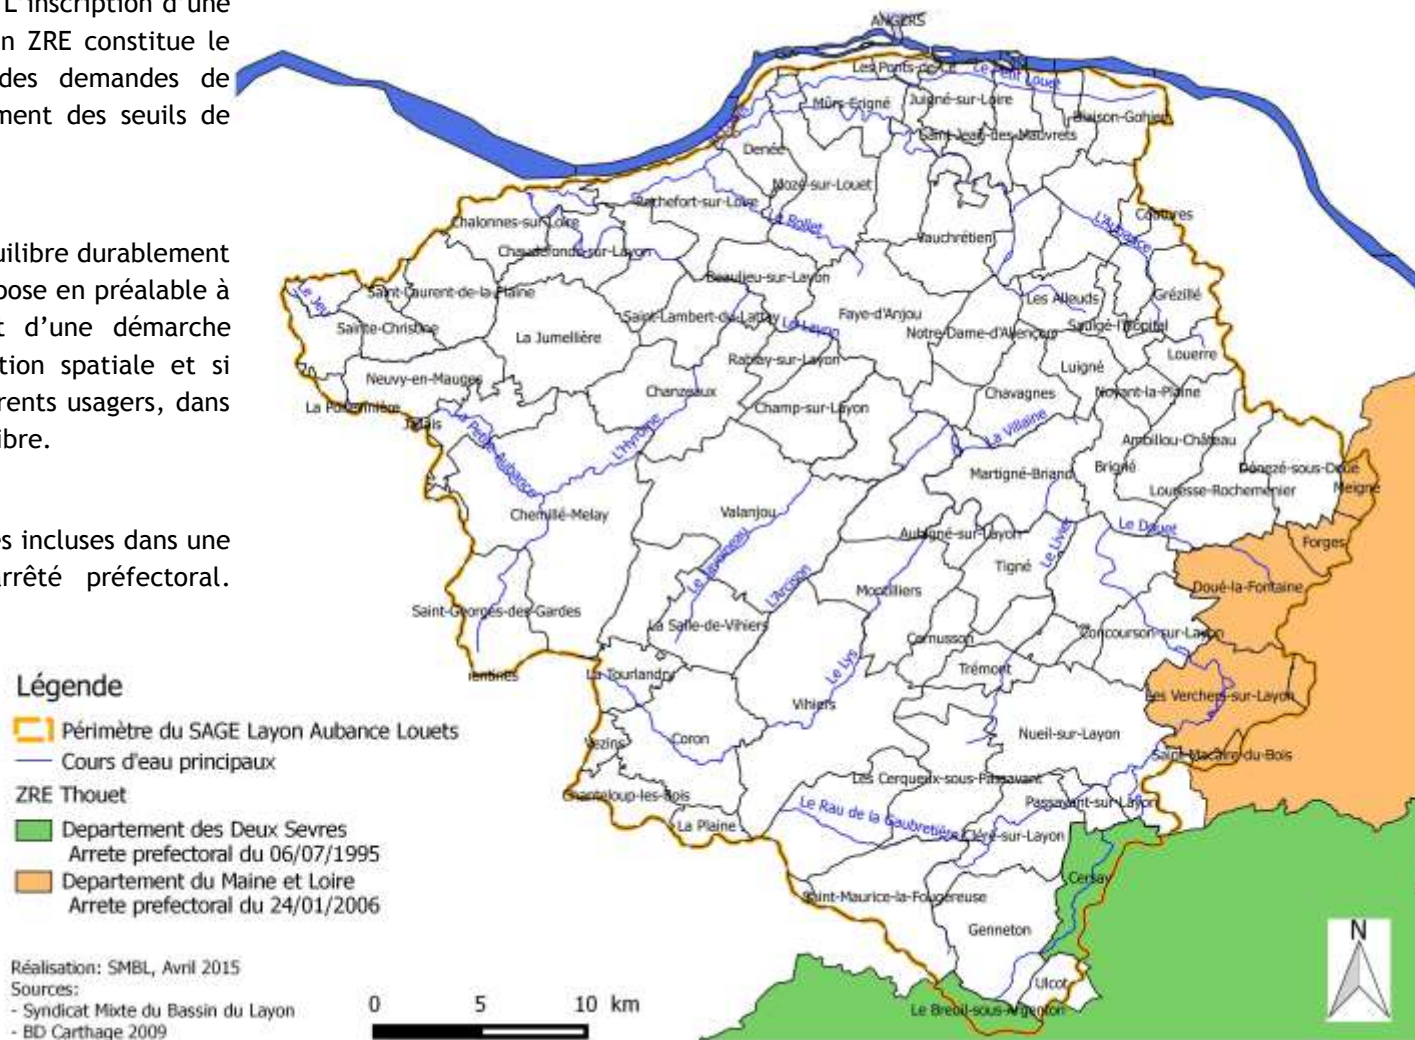 L'inscription d'une
n ZRE constitue le
des demandes de
ment des seuils de
uilibre durablement
pose en préalable à
t d'une démarche
tion spatiale et si
rents usagers, dans
ibre.
es incluses dans une
arrêté préfectoral.
ANGERS
Les Ponts-de-Cé
Le Petit Louet
Mûrs-Erigné
Juigné-sur-Loire
Blaison-Gohier
Saint-Jean-des-Mauvrets
Denée
Mozé-sur-Louet
Rochefort-sur-Loire
Le Rollet
Chalonnes-sur-Loire
Coutures
L'Aubance
Vauchrétien
Chaudefonds-sur-Layon
Beaulieu-sur-Layon
Le Jeu
Saint-Laurent-de-la-Plaine
Les Alleuds
Grézillé
Sainte-Christine
La Jumellière
Saint-Lambert-du-Lattay
Le Layon
Faye-d'Anjou
Notre-Dame-d'Alençon
Saulgé-l'Hôpital
Rablay-sur-Layon
Louerre
Luigné
Neuvy-en-Mauges
Chanzeaux
Chavagnes
Noyant-la-Plaine
La Pommeraye
Champ-sur-Layon
Jallais
La Petite Aubance
L'Hyrome
La Villaine
Ambillou-Château
Martigné-Briand
Brigné
Dénezé-sous-Doué
Meigné
Louresse-Rochemenier
Chemillé-Melay
Valanjou
Aubigné-sur-Layon
Le Livier
Le Douet
Forges
Tigné
Le Javoneau
L'Arcison
Montilliers
Doué-la-Fontaine
Saint-Georges-des-Gardes
La Salle-de-Vihiers
Cernusson
Concourson-sur-Layon
Trémont
La Tourlandry
Le Lys
Les Verchers-sur-Layon
Vihiers
Nueil-sur-Layon
Vezins
Coron
Saint-Macaire-du-Bois
Les Cerqueux-sous-Passavant
Chanteloup-les-Bois
Passavant-sur-Layon
Le Rau de la Gaubretière
La Plaine
Cléré-sur-Layon
Cersay
Saint-Maurice-la-Fougereuse
Genneton
Ulcot
Le Breuil-sous-Argenton
Légende
Périmètre du SAGE Layon Aubance Louets
Cours d'eau principaux
ZRE Thouet
Departement des Deux Sevres
Arrete prefectoral du 06/07/1995
Departement du Maine et Loire
Arrete prefectoral du 24/01/2006
Réalisation: SMBL, Avril 2015
Sources:
- Syndicat Mixte du Bassin du Layon
- BD Carthage 2009
0 5 10 km
N